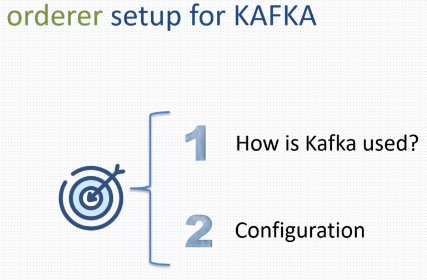 orderer setup for KAFKA
1 How is Kafka used?
2 Configuration